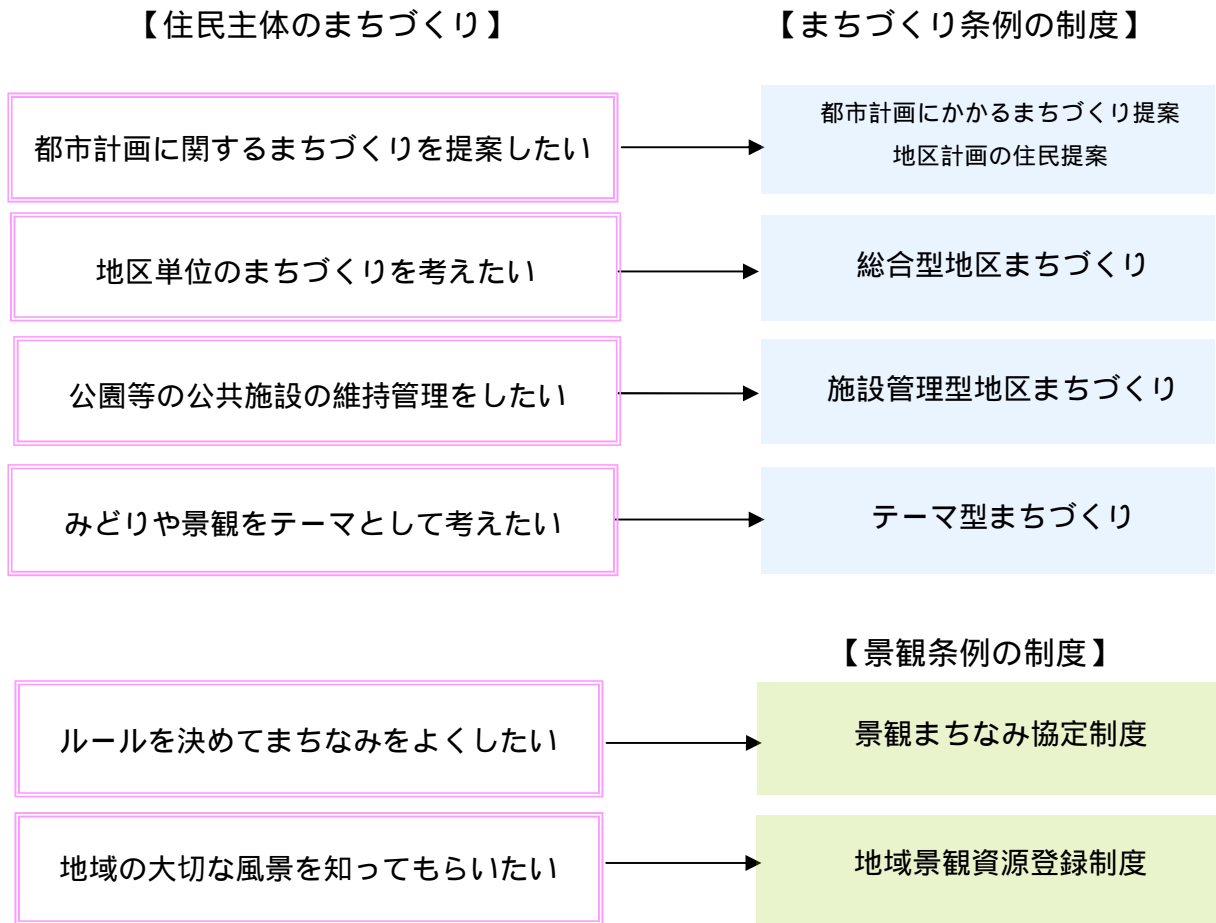 【住民主体のまちづくり】
【まちづくり条例の制度】
都市計画に関するまちづくりを提案したい
都市計画にかかるまちづくり提案
地区計画の住民提案
地区単位のまちづくりを考えたい
総合型地区まちづくり
公園等の公共施設の維持管理をしたい
施設管理型地区まちづくり
みどりや景観をテーマとして考えたい
テーマ型まちづくり
【景観条例の制度】
ルールを決めてまちなみをよくしたい
景観まちなみ協定制度
地域の大切な風景を知ってもらいたい
地域景観資源登録制度